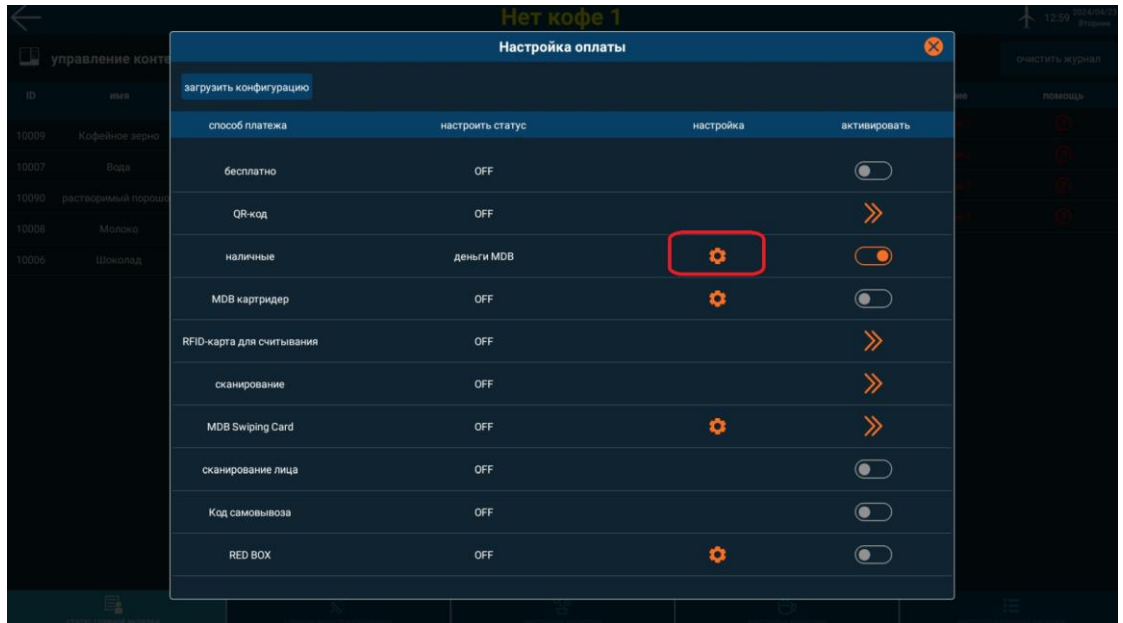 Нет кофе 1
12:59 2024/04/23
Вторник
Настройка оплаты
управление конте
очистить журнал
загрузить конфигурацию
ID имя помощь
способ платежа настроить статус настройка активировать
10009 Кофейное зерно
бесплатно OFF
10007 Вода
10090 растворимый порошо
QR-код OFF
10008 Молоко
наличные деньги MDB
10006 Шоколад
MDB картридер OFF
RFID-карта для считывания OFF
сканирование OFF
MDB Swiping Card OFF
сканирование лица OFF
Код самовывоза OFF
RED BOX OFF